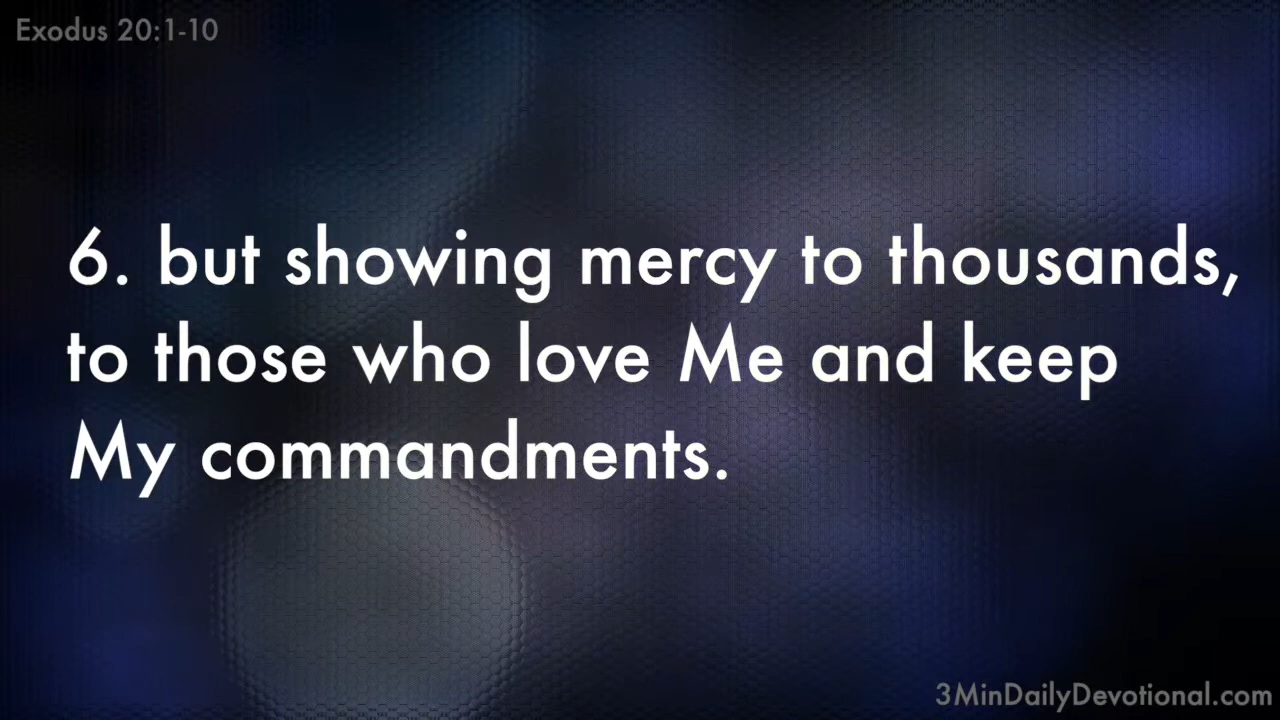 Exodus 20:1-10
6. but showing mercy to thousands,
to those who love Me and keep
My commandments.
3MinDailyDevotional.com